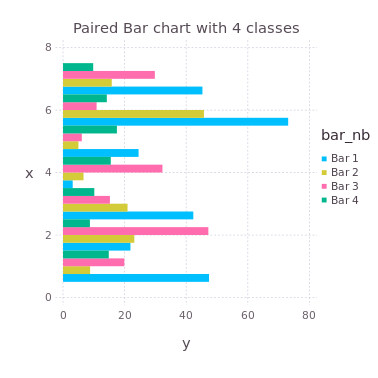 Paired Bar chart with 4 classes
8
6
4
2
0
x
0 20 40 60 80
y
bar_nb
Bar 1
Bar 2
Bar 3
Bar 4